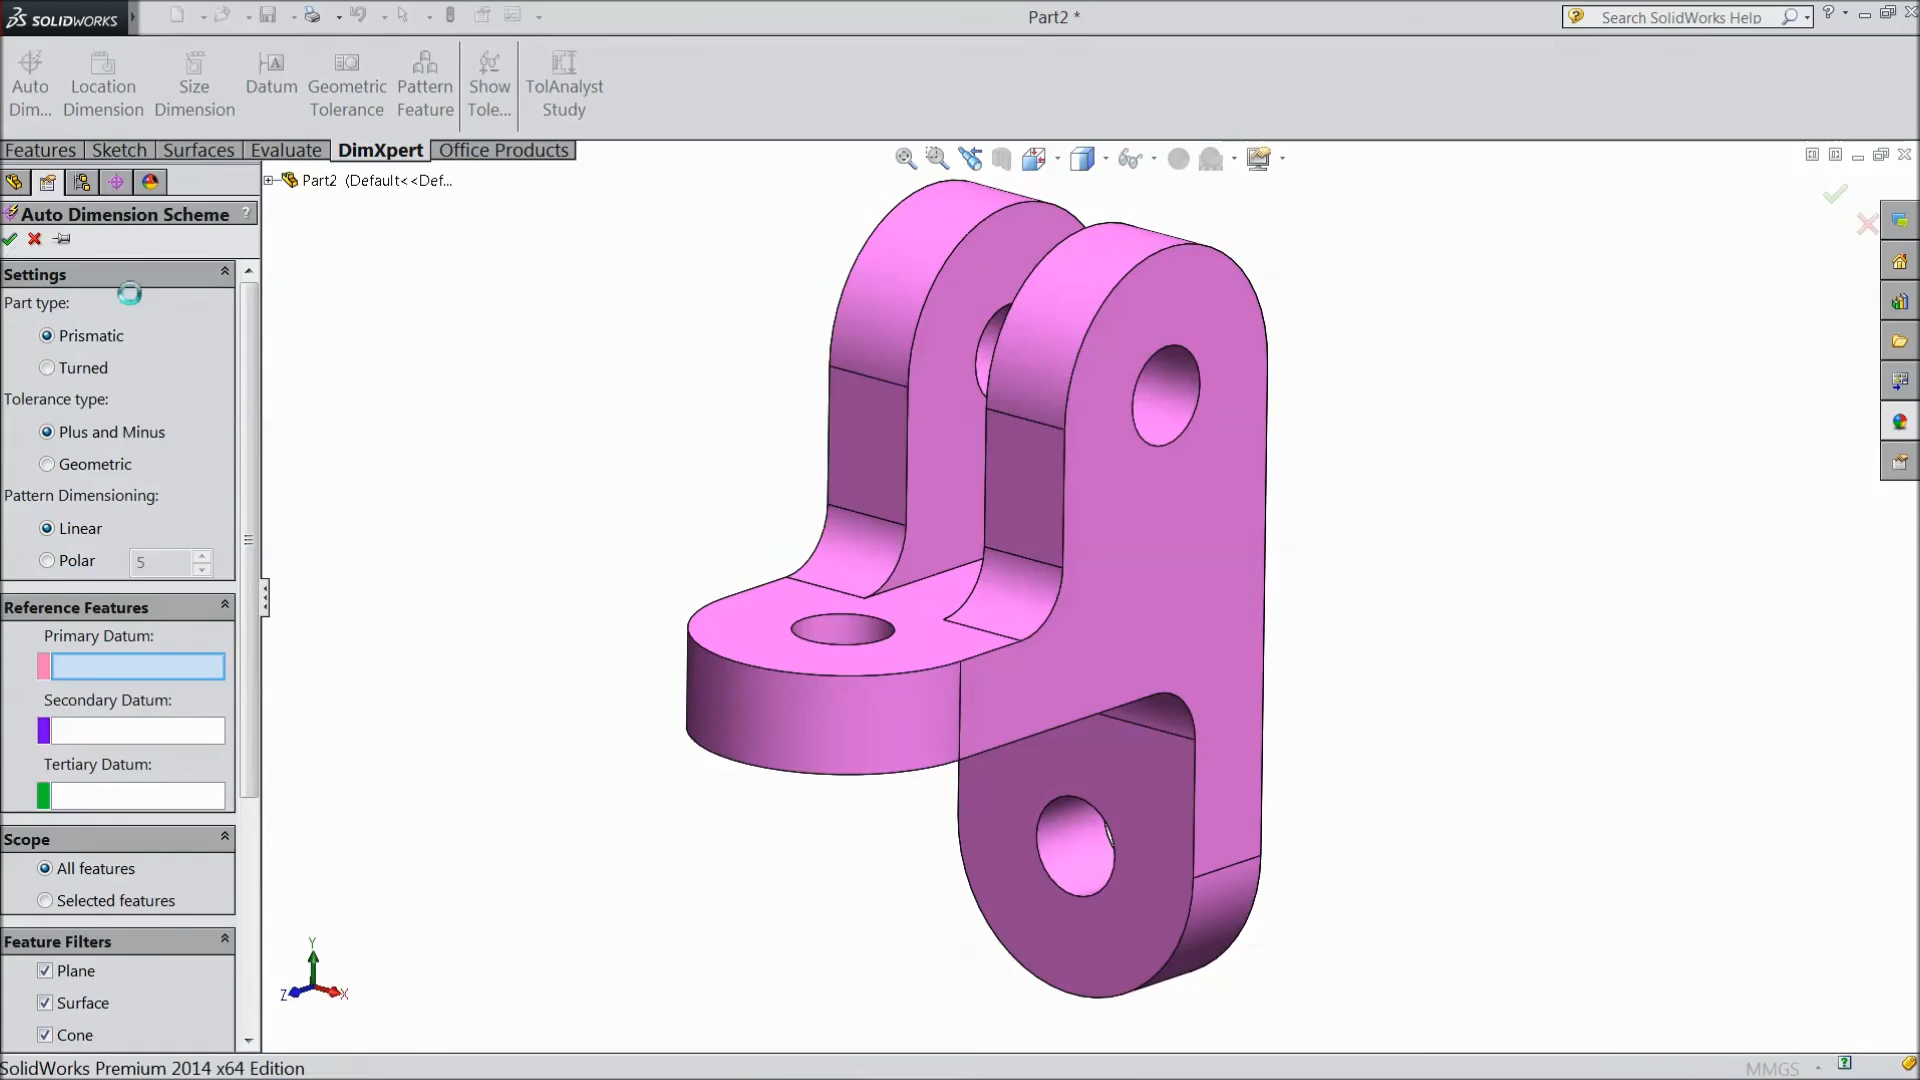 SOLIDWORKS
Part2 *
Search SolidWorks Help
Auto Dim...
Location Dimension
Size Dimension
Datum
Geometric Tolerance
Pattern Feature
Show Tole...
TolAnalyst Study
Features
Sketch
Surfaces
Evaluate
DimXpert
Office Products
Part2 (Default<<Def...
Auto Dimension Scheme
?
Settings
Part type:
Prismatic
Turned
Tolerance type:
Plus and Minus
Geometric
Pattern Dimensioning:
Linear
Polar
5
Reference Features
Primary Datum:
Secondary Datum:
Tertiary Datum:
Scope
All features
Selected features
Feature Filters
Plane
Surface
Cone
Y
Z
X
SolidWorks Premium 2014 x64 Edition
MMGS